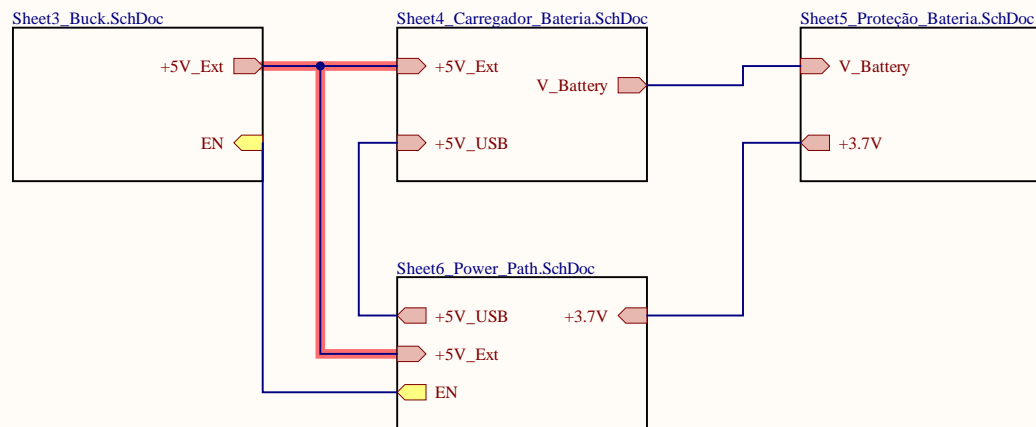 Sheet3_Buck.SchDoc
+5V_Ext
EN
Sheet4_Carregador_Bateria.SchDoc
+5V_Ext
V_Battery
+5V_USB
Sheet5_Proteção_Bateria.SchDoc
V_Battery
+3.7V
Sheet6_Power_Path.SchDoc
+5V_USB
+3.7V
+5V_Ext
EN